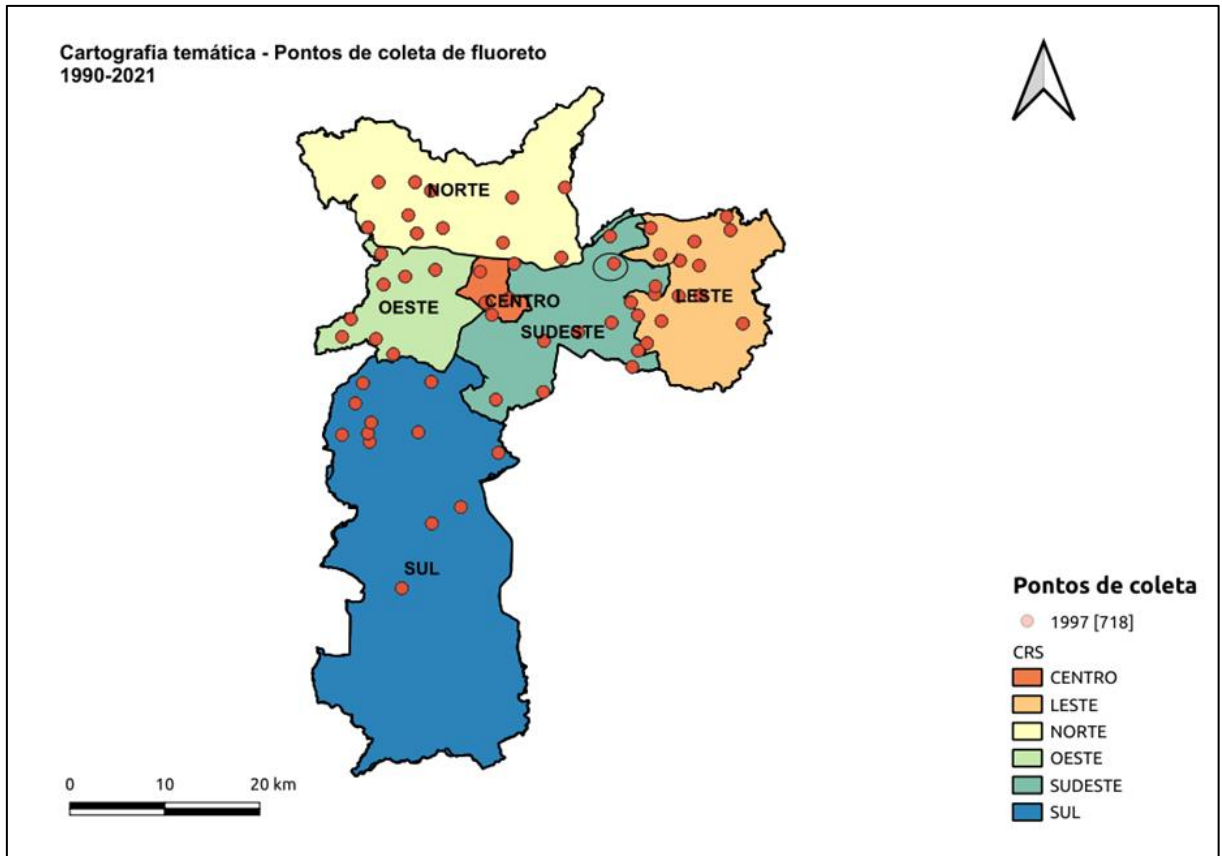 Cartografia temática - Pontos de coleta de fluoreto
1990-2021
NORTE
OESTE
CENTRO
LESTE
SUDESTE
SUL
Pontos de coleta
1997 [718]
CRS
CENTRO
LESTE
NORTE
OESTE
SUDESTE
SUL
0 10 20 km